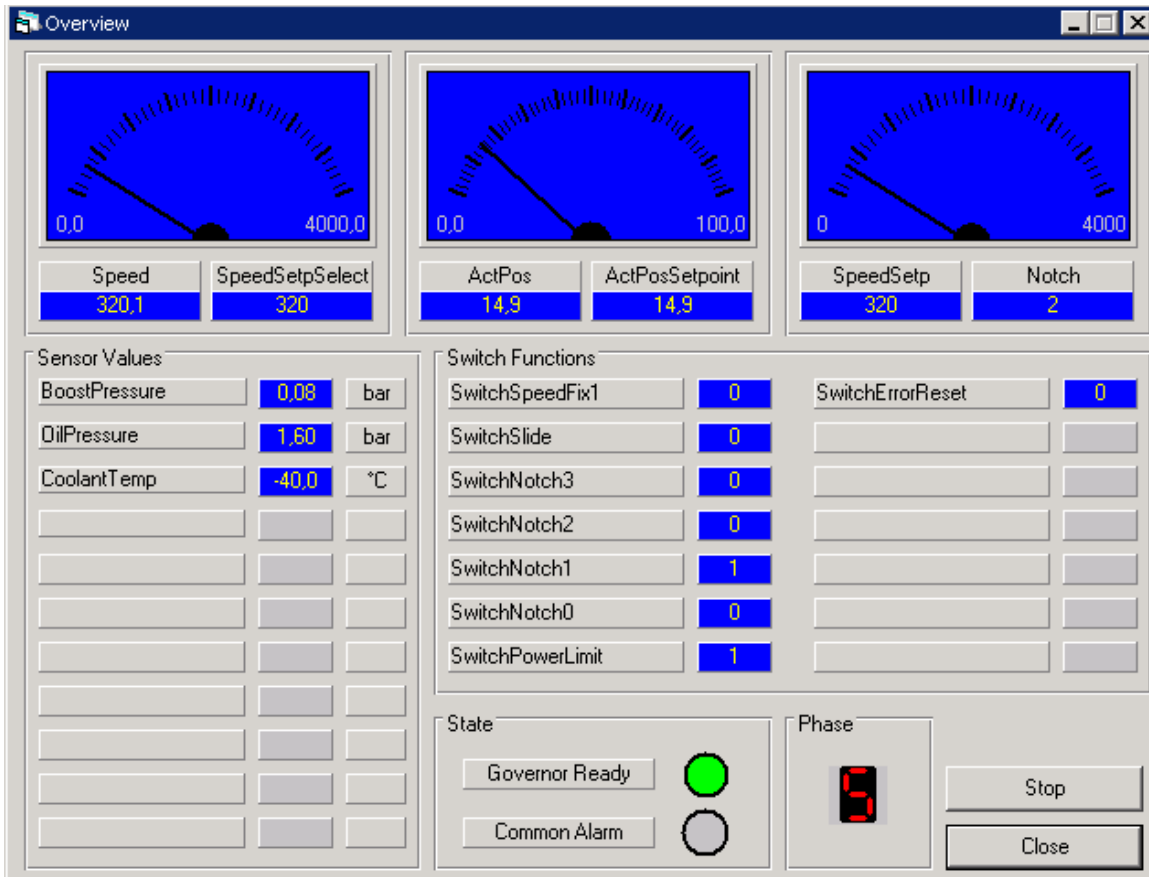 Overview
0,0 4000,0
Speed SpeedSetpSelect
320,1 320
0,0 100,0
ActPos ActPosSetpoint
14,9 14,9
0 4000
SpeedSetp Notch
320 2
Sensor Values
BoostPressure 0,08 bar
OilPressure 1,60 bar
CoolantTemp -40,0 °C
Switch Functions
SwitchSpeedFix1 0 SwitchErrorReset 0
SwitchSlide 0
SwitchNotch3 0
SwitchNotch2 0
SwitchNotch1 1
SwitchNotch0 0
SwitchPowerLimit 1
State
Governor Ready
Common Alarm
Phase
5
Stop
Close